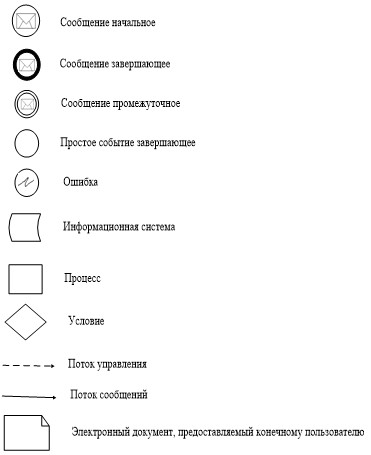 Сообщение начальное
Сообщение завершающее
Сообщение промежуточное
Простое событие завершающее
Ошибка
Информационная система
Процесс
Условие
Поток управления
Поток сообщений
Электронный документ, предоставляемый конечному пользователю